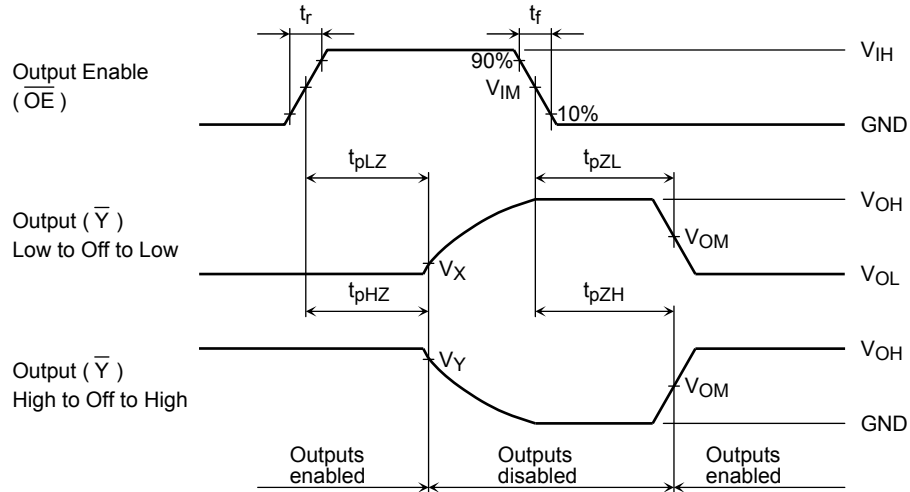 tr
tf
Output Enable
( OE )
90%
VIM
10%
VIH
GND
tpLZ
tpZL
Output ( Y )
Low to Off to Low
VX
VOM
VOH
VOL
tpHZ
tpZH
Output ( Y )
High to Off to High
VY
VOM
VOH
GND
Outputs
enabled
Outputs
disabled
Outputs
enabled